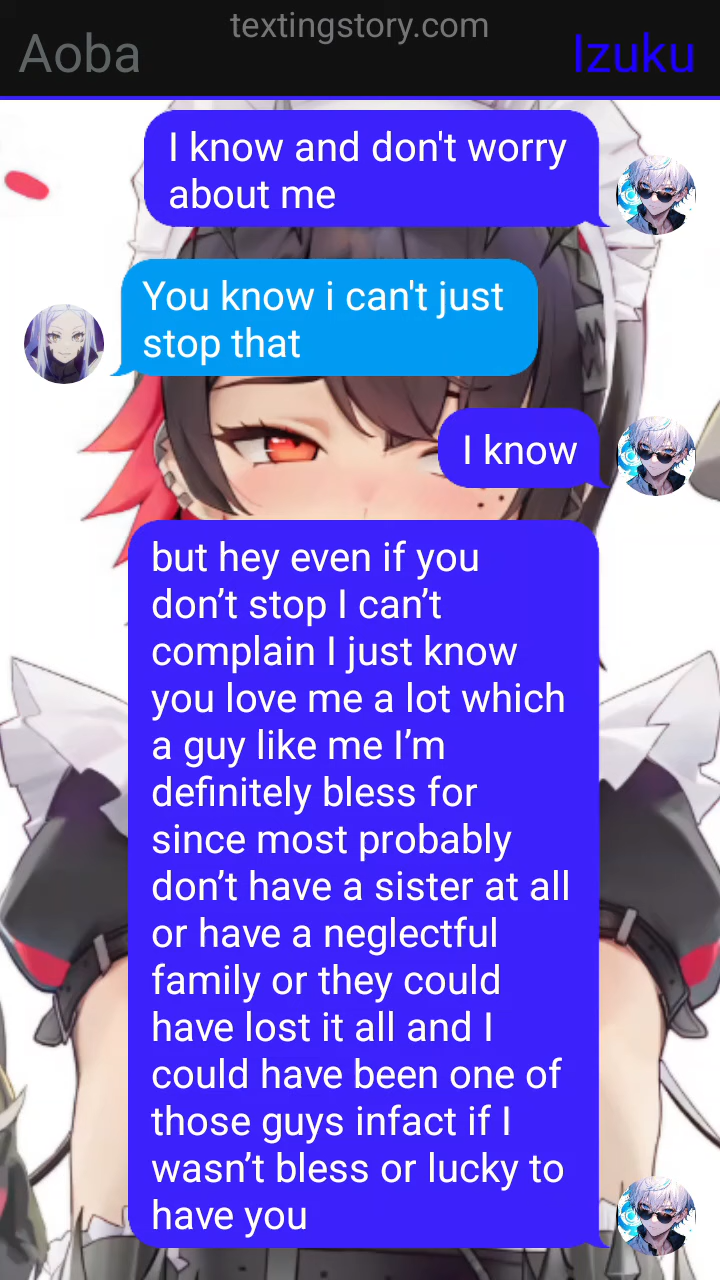 textingstory.com
Aoba
Izuku
I know and don't worry
about me
You know i can't just
stop that
I know
but hey even if you
don’t stop I can’t
complain I just know
you love me a lot which
a guy like me I’m
definitely bless for
since most probably
don’t have a sister at all
or have a neglectful
family or they could
have lost it all and I
could have been one of
those guys infact if I
wasn’t bless or lucky to
have you